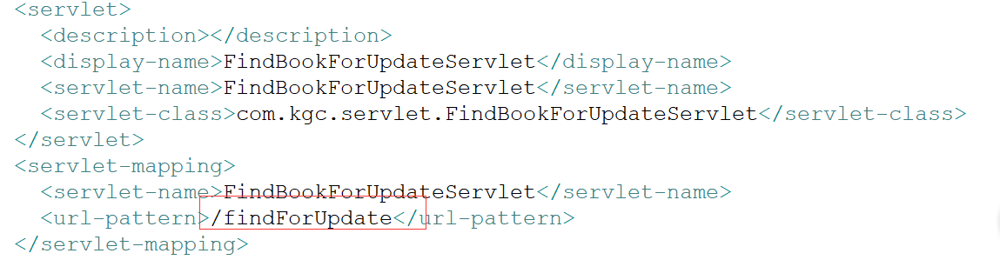 <servlet>
<description></description>
<display-name>FindBookForUpdateServlet</display-name>
<servlet-name>FindBookForUpdateServlet</servlet-name>
<servlet-class>com.kgc.servlet.FindBookForUpdateServlet</servlet-class>
</servlet>
<servlet-mapping>
<servlet-name>FindBookForUpdateServlet</servlet-name>
<url-pattern>/findForUpdate</url-pattern>
</servlet-mapping>